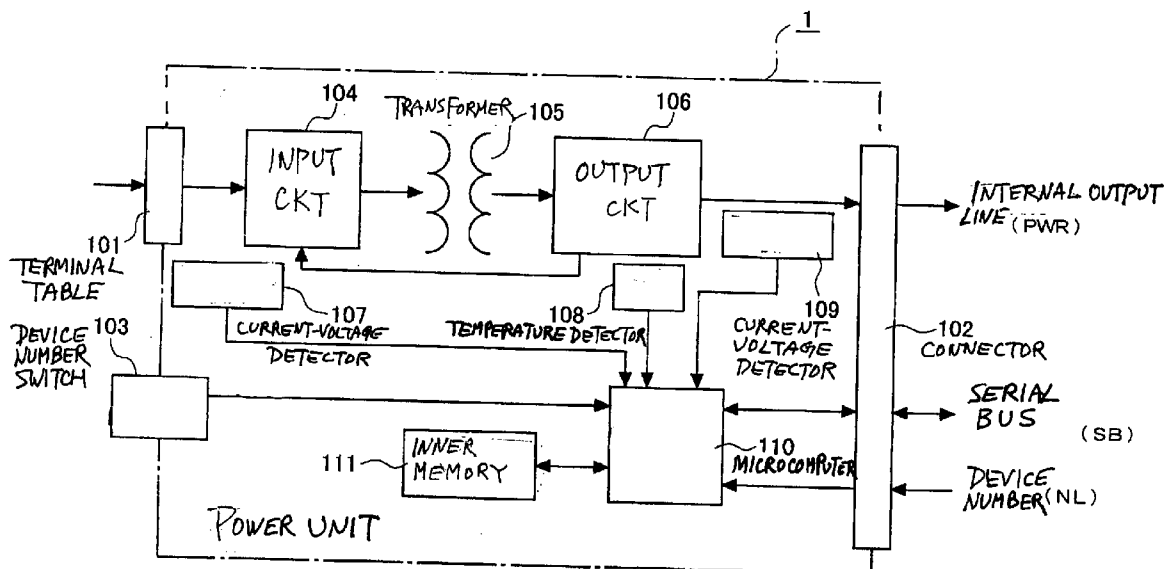 1
104
TRANSFORMER
105
106
INPUT
CKT
OUTPUT
CKT
INTERNAL OUTPUT
LINE (PWR)
101
TERMINAL
TABLE
107
CURRENT-VOLTAGE
DETECTOR
108
TEMPERATURE DETECTOR
109
CURRENT-
VOLTAGE
DETECTOR
102
CONNECTOR
103
DEVICE
NUMBER
SWITCH
SERIAL
BUS
(SB)
111
INNER
MEMORY
110
MICROCOMPUTER
DEVICE
NUMBER (NL)
POWER UNIT